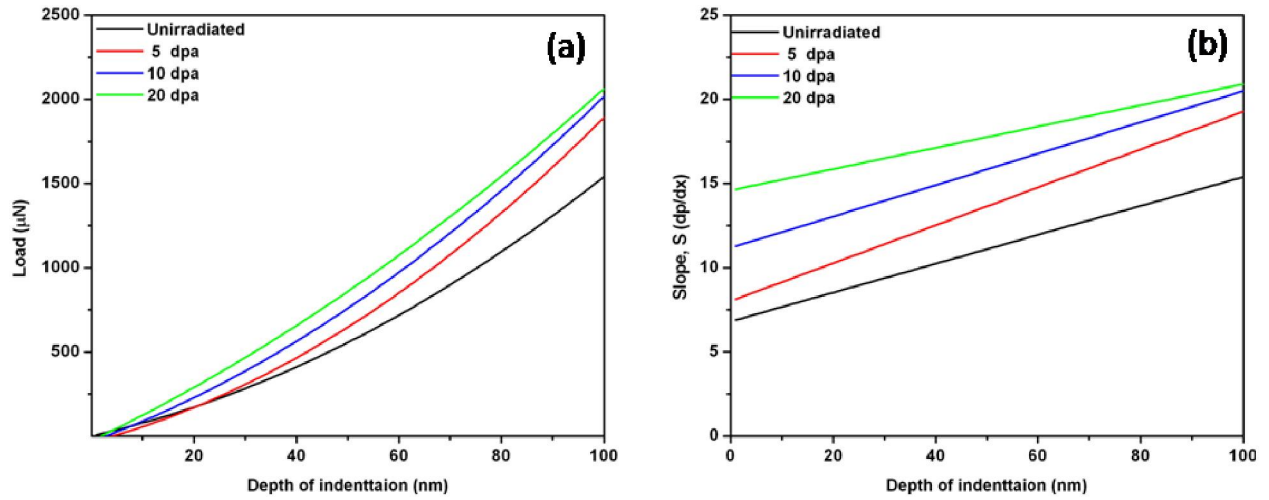 2500
2000
1500
1000
500
20
40
60
80
100
Load (μN)
Depth of indenttaion (nm)
Unirradiated
5 dpa
10 dpa
20 dpa
(a)
25
20
15
10
5
0
0
20
40
60
80
100
Slope, S (dp/dx)
Depth of indenttaion (nm)
Unirradiated
5 dpa
10 dpa
20 dpa
(b)